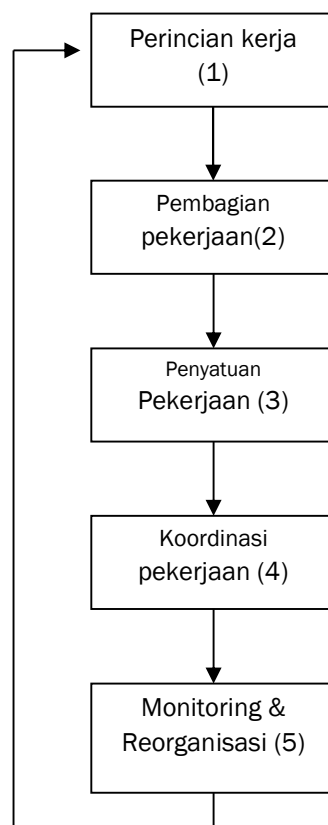 Perincian kerja
(1)
Pembagian
pekerjaan(2)
Penyatuan
Pekerjaan (3)
Koordinasi
pekerjaan (4)
Monitoring &
Reorganisasi (5)